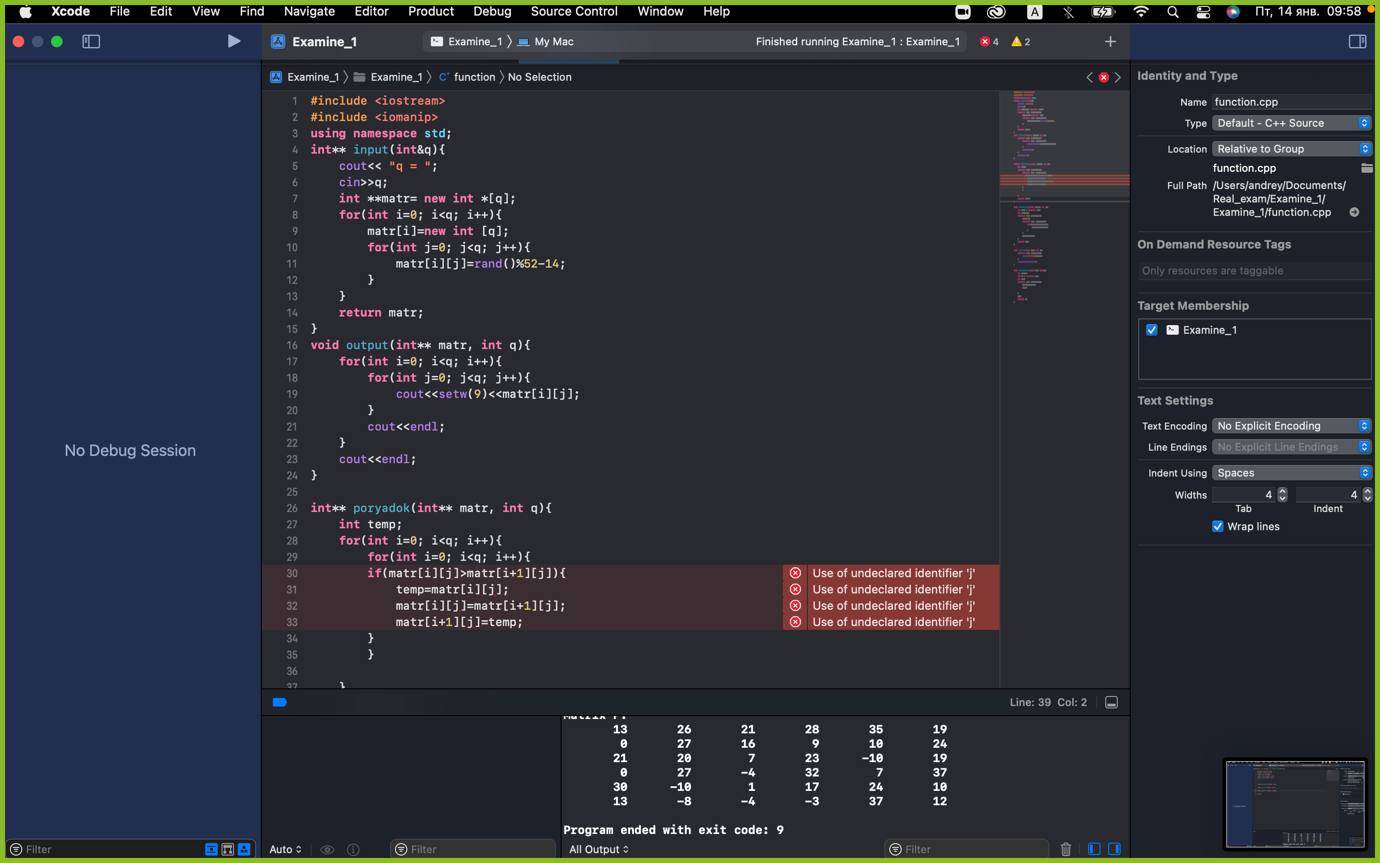 Xcode File Edit View Find Navigate Editor Product Debug Source Control Window Help A Пт, 14 янв. 09:58
Examine_1 Examine_1 My Mac Finished running Examine_1 : Examine_1 4 2
Examine_1 Examine_1 function No Selection
1 #include <iostream>
2 #include <iomanip>
3 using namespace std;
4 int** input(int&q){
5 cout<< "q = ";
6 cin>>q;
7 int **matr= new int *[q];
8 for(int i=0; i<q; i++){
9 matr[i]=new int [q];
10 for(int j=0; j<q; j++){
11 matr[i][j]=rand()%52-14;
12 }
13 }
14 return matr;
15 }
16 void output(int** matr, int q){
17 for(int i=0; i<q; i++){
18 for(int j=0; j<q; j++){
19 cout<<setw(9)<<matr[i][j];
20 }
21 cout<<endl;
22 }
23 cout<<endl;
24 }
25
26 int** poryadok(int** matr, int q){
27 int temp;
28 for(int i=0; i<q; i++){
29 for(int i=0; i<q; i++){
30 if(matr[i][j]>matr[i+1][j]){ Use of undeclared identifier 'j'
31 temp=matr[i][j]; Use of undeclared identifier 'j'
32 matr[i][j]=matr[i+1][j]; Use of undeclared identifier 'j'
33 matr[i+1][j]=temp; Use of undeclared identifier 'j'
34 }
35 }
36
37 }
Line: 39 Col: 2
No Debug Session
Filter
Auto
Filter
Matrix P:
13 26 21 28 35 19
0 27 16 9 10 24
21 20 7 23 -10 19
0 27 -4 32 7 37
30 -10 1 17 24 10
13 -8 -4 -3 37 12
Program ended with exit code: 9
All Output
Filter
Identity and Type
Name function.cpp
Type Default - C++ Source
Location Relative to Group
function.cpp
Full Path /Users/andrey/Documents/
Real_exam/Examine_1/
Examine_1/function.cpp
On Demand Resource Tags
Only resources are taggable
Target Membership
Examine_1
Text Settings
Text Encoding No Explicit Encoding
Line Endings No Explicit Line Endings
Indent Using Spaces
Widths 4 4
Tab Indent
Wrap lines